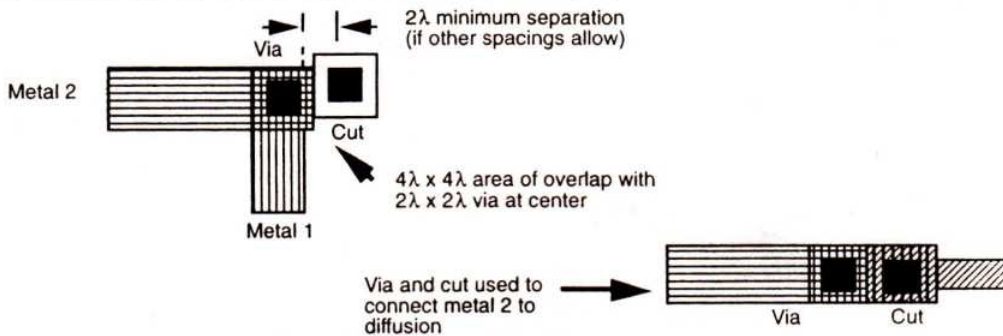 2λ minimum separation
(if other spacings allow)
Via
Metal 2
Cut
4λ x 4λ area of overlap with
2λ x 2λ via at center
Metal 1
Via and cut used to
connect metal 2 to
diffusion
Via
Cut